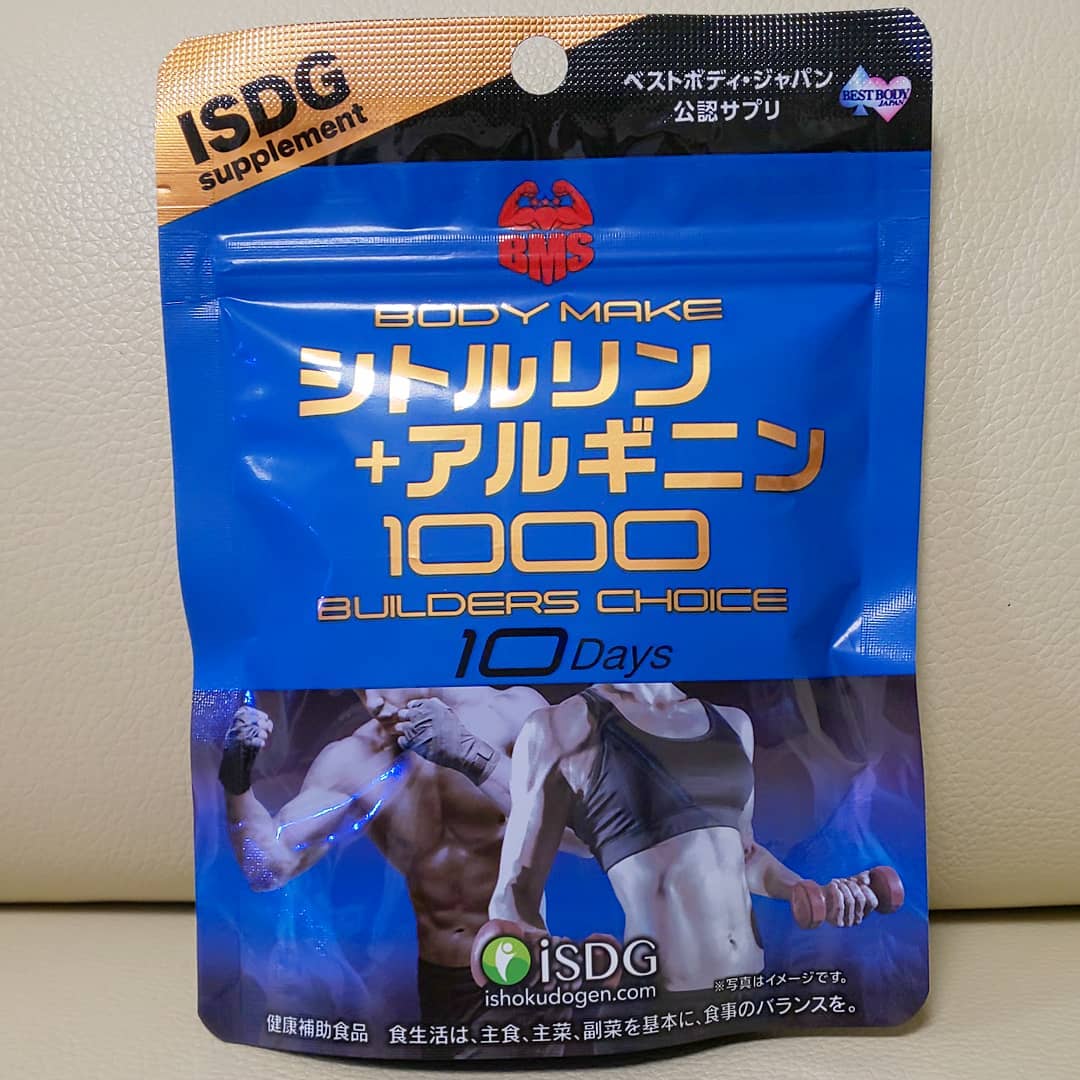 ISDG
supplement
ベストボディ・ジャパン
公認サプリ
BEST BODY
JAPAN
BMS
BODY MAKE
シトルリン
+アルギニン
1000
BUILDERS CHOICE
10 Days
iSDG
ishokudogen.com
※写真はイメージです。
健康補助食品 食生活は、主食、主菜、副菜を基本に、食事のバランスを。